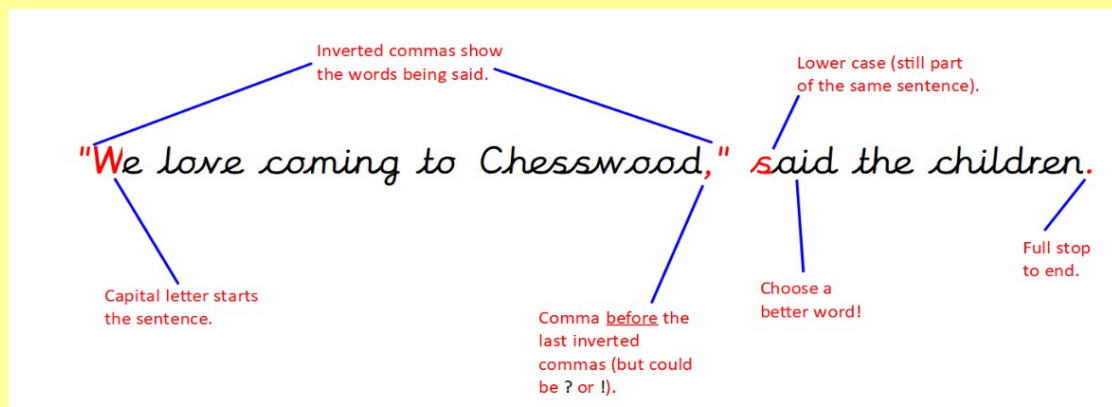 Inverted commas show
the words being said.
Lower case (still part
of the same sentence).
"We love coming to Chesswood," said the children.
Capital letter starts
the sentence.
Comma before the
last inverted
commas (but could
be ? or !).
Choose a
better word!
Full stop
to end.